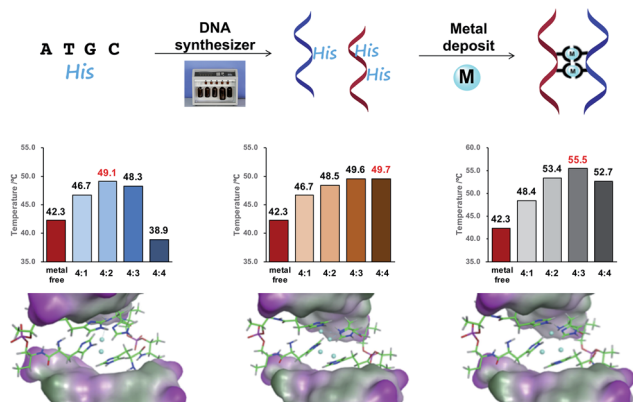 A T G C
His
DNA
synthesizer
His
His
His
Metal
deposit
M
M
M
Temperature /ºC
55.0
50.0
45.0
40.0
35.0
42.3
46.7
49.1
48.3
38.9
metal
free
4:1
4:2
4:3
4:4
Temperature /ºC
55.0
50.0
45.0
40.0
35.0
42.3
46.7
48.5
49.6
49.7
metal
free
4:1
4:2
4:3
4:4
Temperature /ºC
60.0
55.0
50.0
45.0
40.0
35.0
42.3
48.4
53.4
55.5
52.7
metal
free
4:1
4:2
4:3
4:4